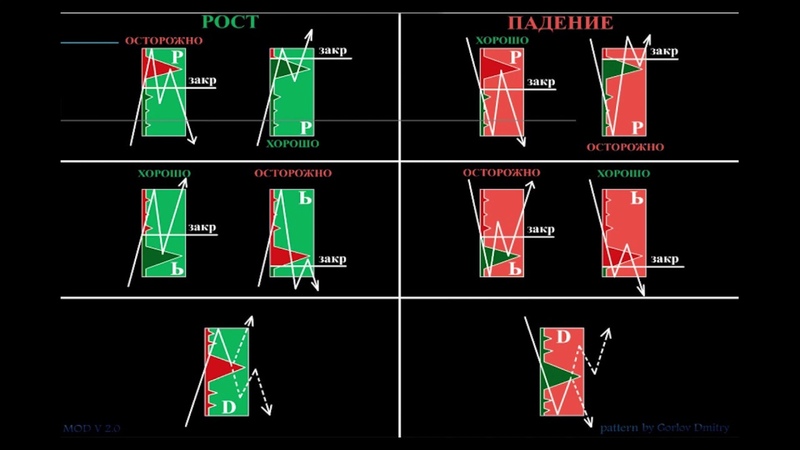 РОСТ
ПАДЕНИЕ
ОСТОРОЖНО
Р
закр
закр
Р
ХОРОШО
ХОРОШО
Р
закр
закр
Р
ОСТОРОЖНО
ХОРОШО
закр
Ь
ОСТОРОЖНО
Ь
закр
ОСТОРОЖНО
закр
Ь
ХОРОШО
Ь
закр
D
D
MOD V 2.0
pattern by Gorlov Dmitry